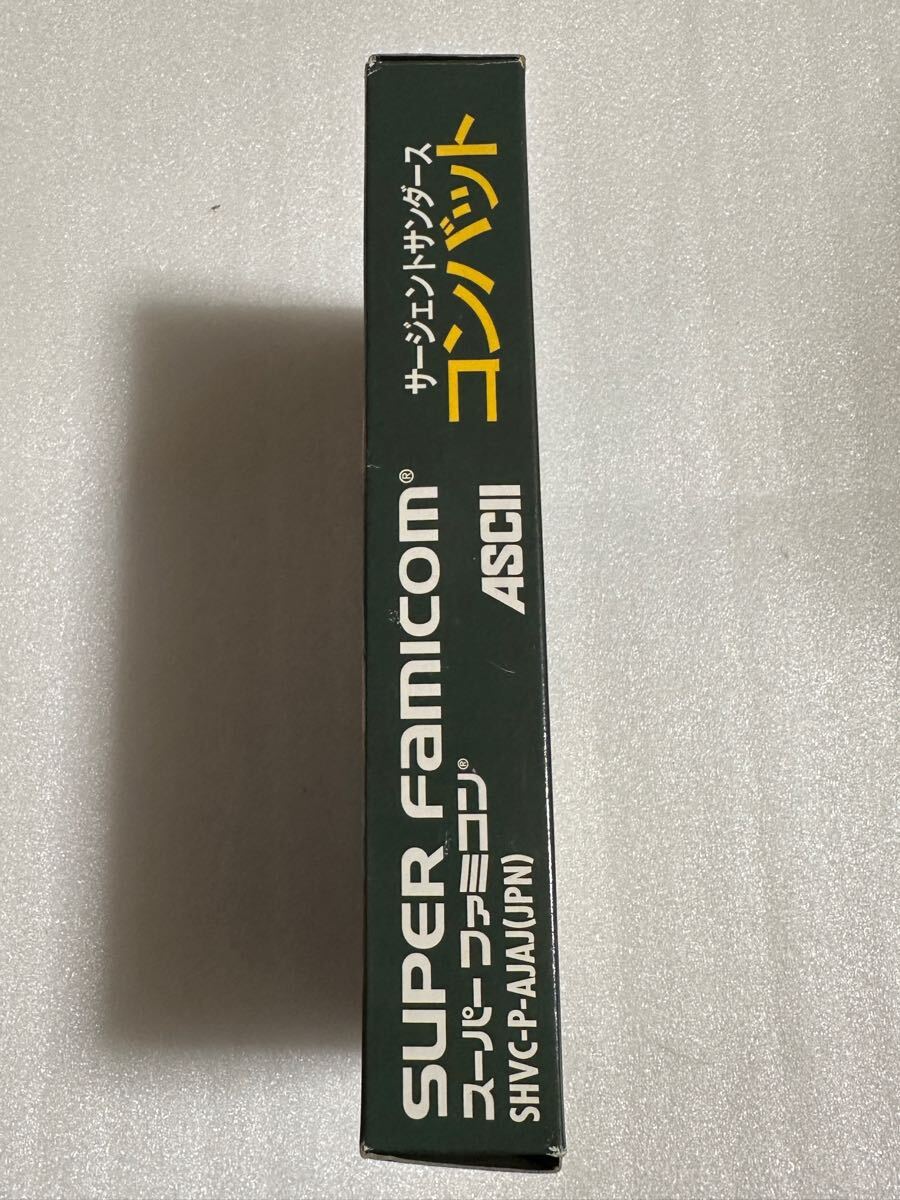 SUPER Famicom®
スーパーファミコン®
SHVC-P-AJAJ(JPN)
サージェントサンダース
コンバット
ASCII